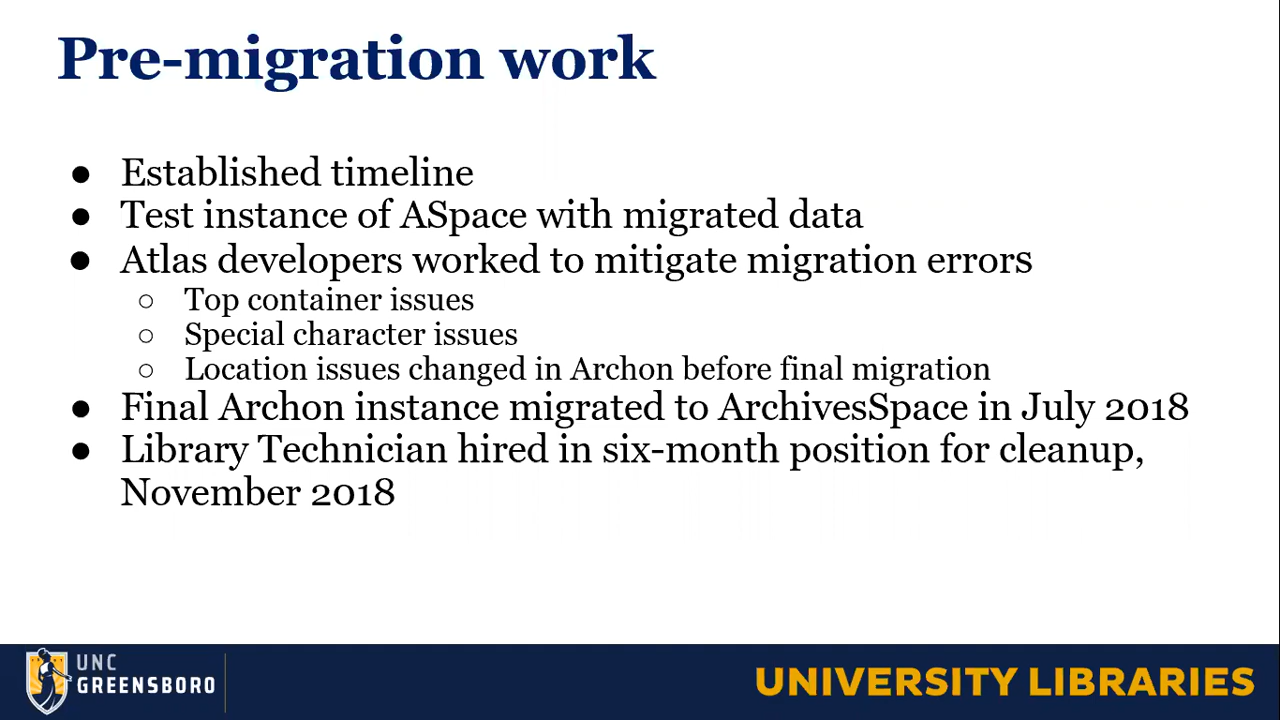 Pre-migration work
● Established timeline
● Test instance of ASpace with migrated data
● Atlas developers worked to mitigate migration errors
○ Top container issues
○ Special character issues
○ Location issues changed in Archon before final migration
● Final Archon instance migrated to ArchivesSpace in July 2018
● Library Technician hired in six-month position for cleanup,
November 2018
UNC
GREENSBORO
UNIVERSITY LIBRARIES